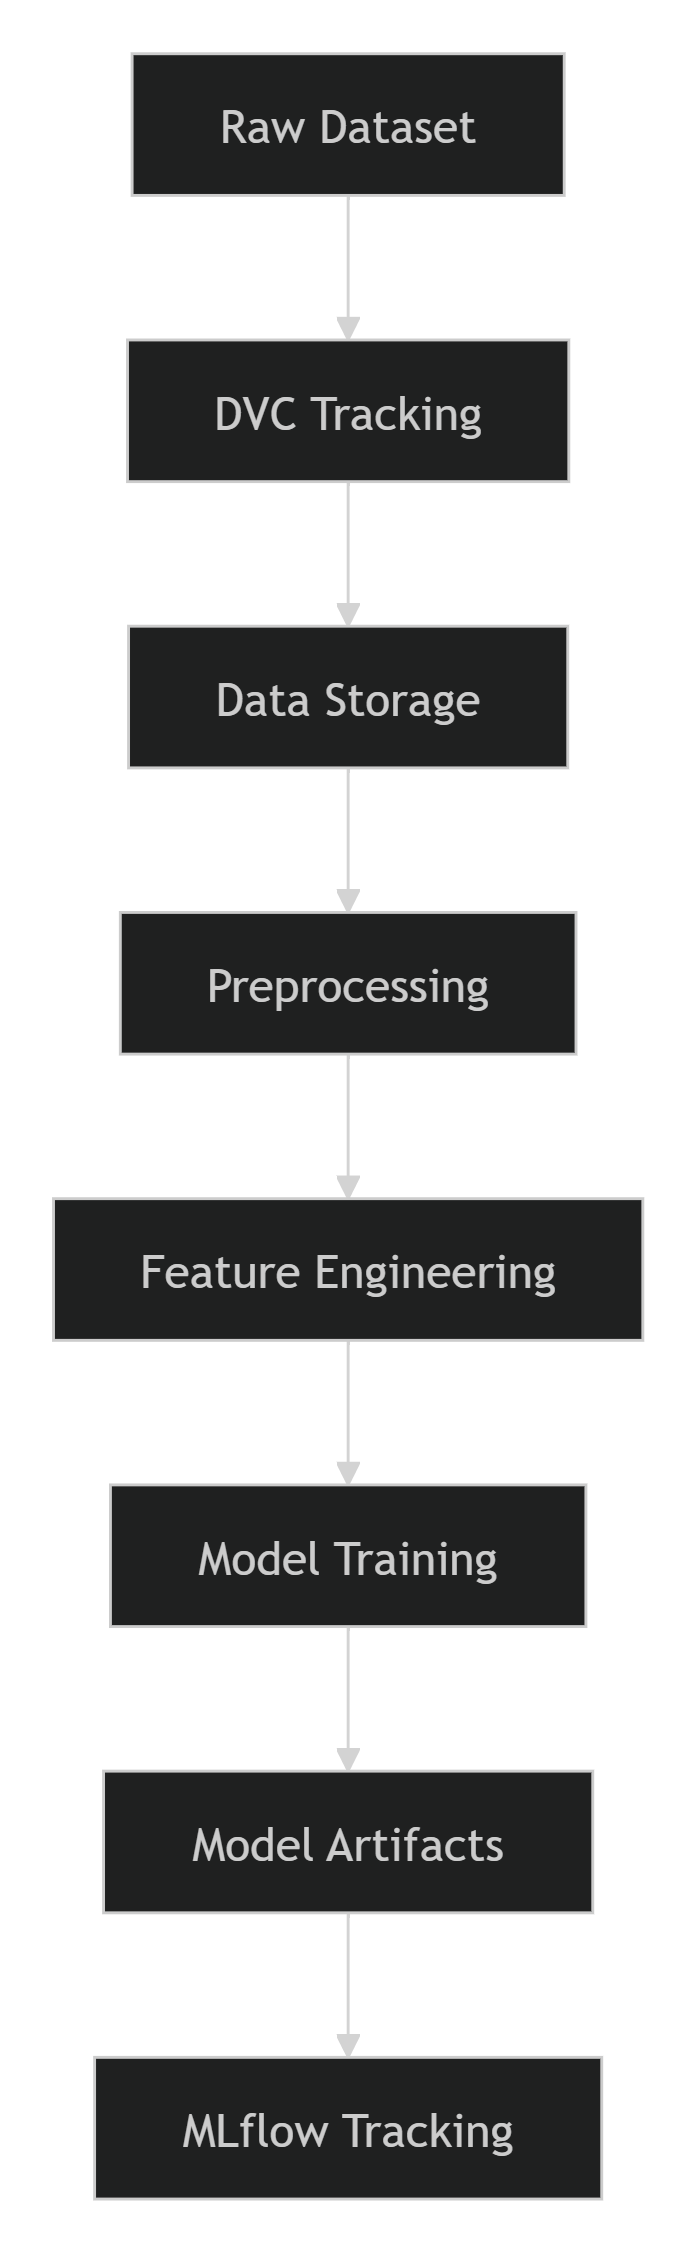 Raw Dataset
DVC Tracking
Data Storage
Preprocessing
Feature Engineering
Model Training
Model Artifacts
MLflow Tracking